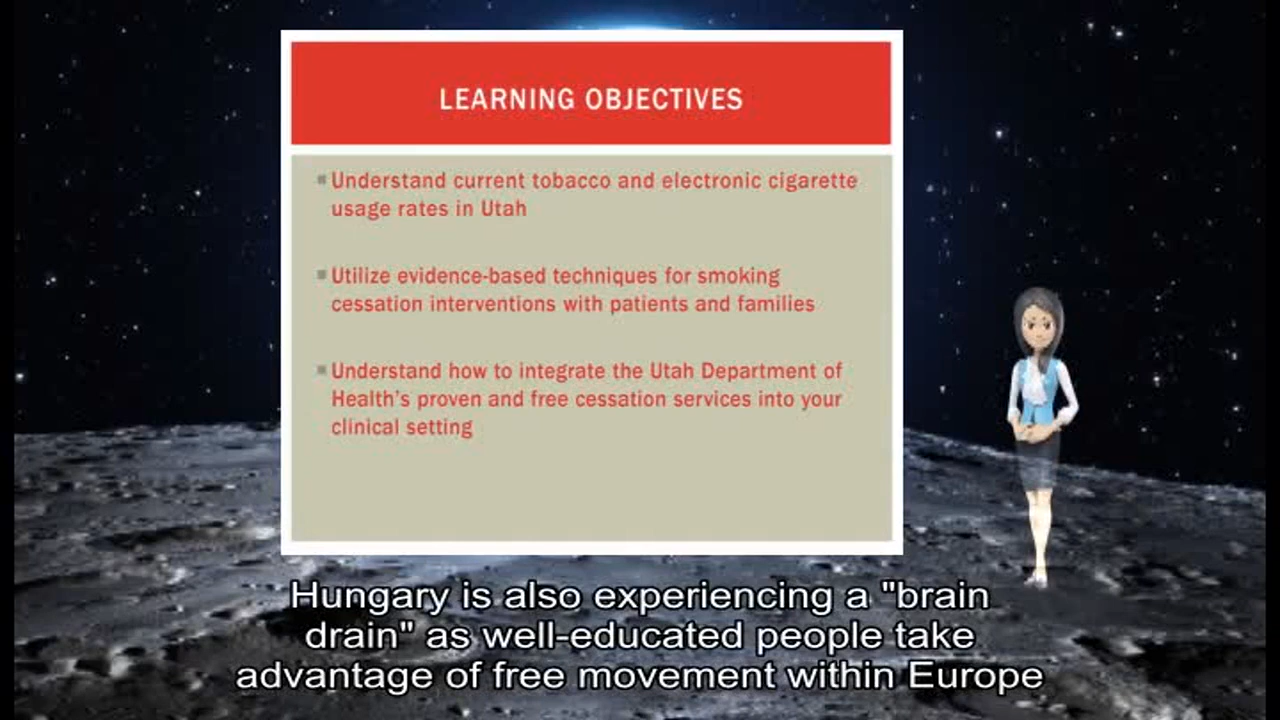 LEARNING OBJECTIVES
Understand current tobacco and electronic cigarette
usage rates in Utah
Utilize evidence-based techniques for smoking
cessation interventions with patients and families
Understand how to integrate the Utah Department of
Health's proven and free cessation services into your
clinical setting
Hungary is also experiencing a "brain
drain" as well-educated people take
advantage of free movement within Europe